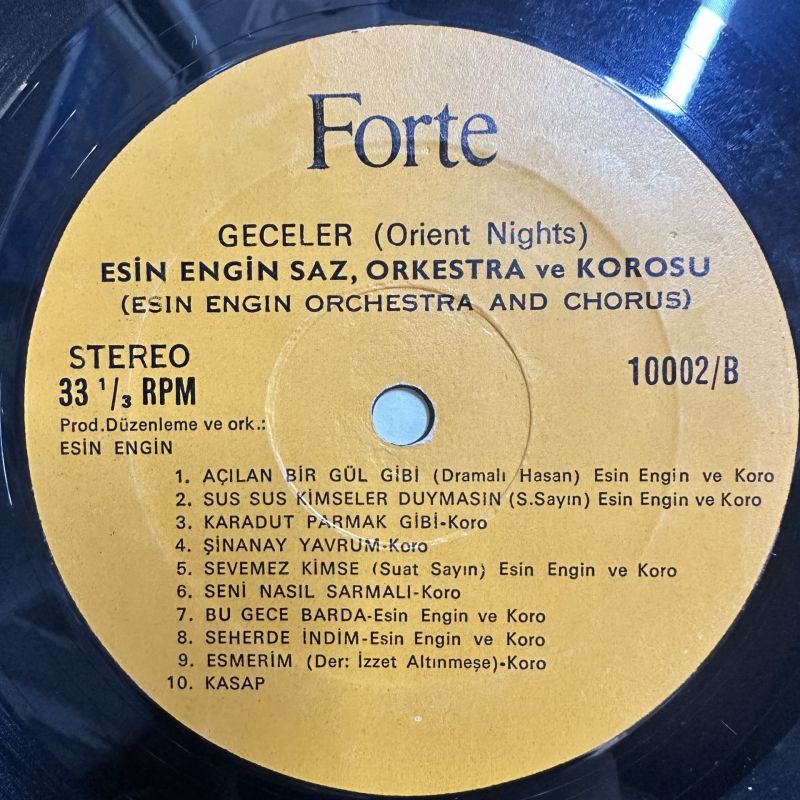 Forte
GECELER (Orient Nights)
ESİN ENGİN SAZ, ORKESTRA ve KOROSU
(ESIN ENGIN ORCHESTRA AND CHORUS)
STEREO
33 1/3 RPM
10002/B
Prod.Düzenleme ve ork.:
ESİN ENGİN
1. AÇILAN BİR GÜL GİBİ (Dramalı Hasan) Esin Engin ve Koro
2. SUS SUS KİMSELER DUYMASIN (S.Sayın) Esin Engin ve Koro
3. KARADUT PARMAK GİBİ-Koro
4. ŞİNANAY YAVRUM-Koro
5. SEVEMEZ KİMSE (Suat Sayın) Esin Engin ve Koro
6. SENİ NASIL SARMALI-Koro
7. BU GECE BARDA-Esin Engin ve Koro
8. SEHERDE İNDİM-Esin Engin ve Koro
9. ESMERİM (Der: İzzet Altınmeşe)-Koro
10. KASAP